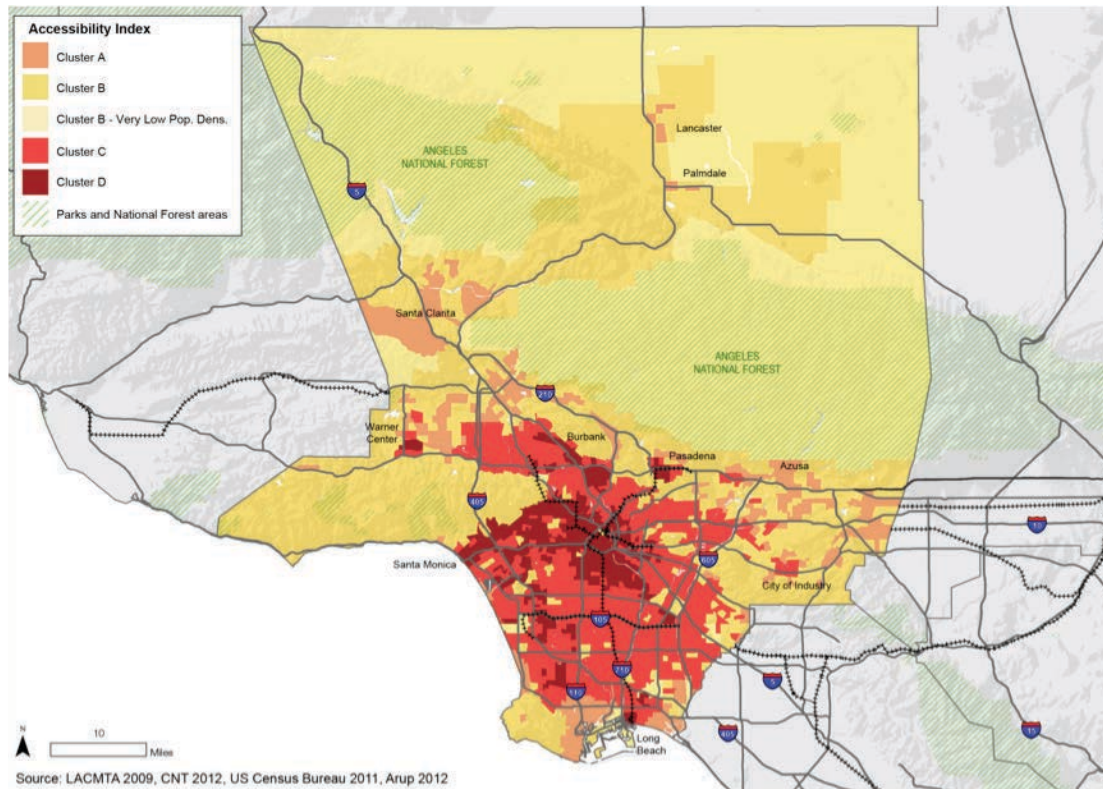 Accessibility Index
Cluster A
Cluster B
Cluster B - Very Low Pop. Dens.
Cluster C
Cluster D
Parks and National Forest areas
Lancaster
ANGELES
NATIONAL FOREST
Palmdale
5
Santa Clarita
ANGELES
NATIONAL FOREST
210
Warner
Center
Burbank
Pasadena
Azusa
405
10
Santa Monica
605
City of Industry
105
710
5
110
405
15
Long
Beach
N
10
Miles
Source: LACMTA 2009, CNT 2012, US Census Bureau 2011, Arup 2012